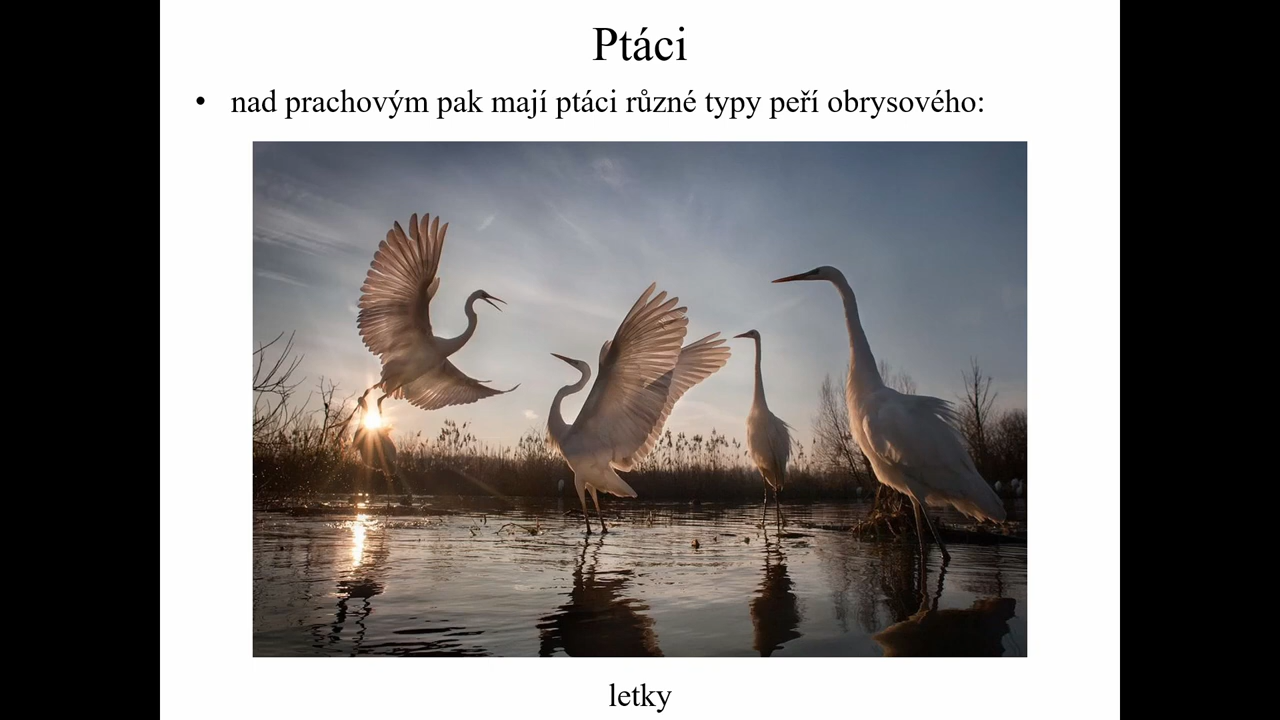 Ptáci
• nad prachovým pak mají ptáci různé typy peří obrysového:
letky